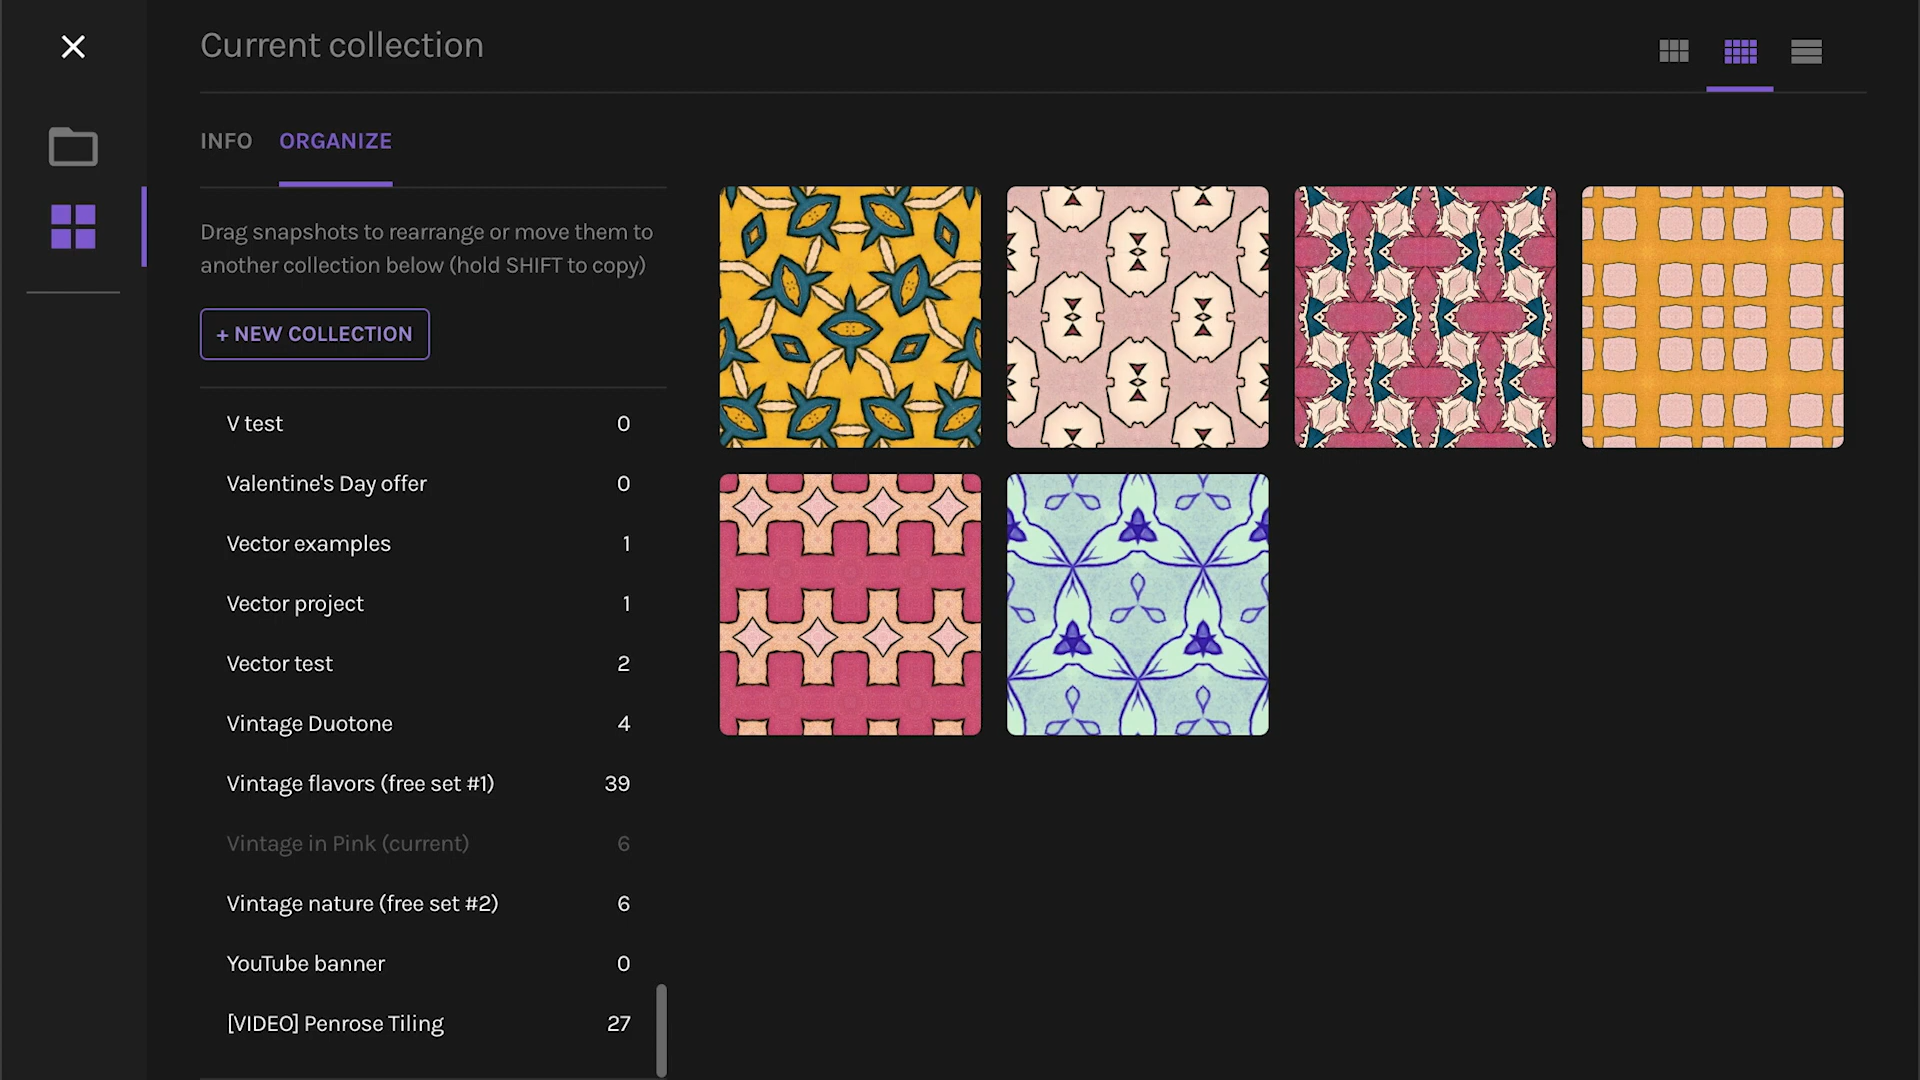 Current collection
INFO ORGANIZE
Drag snapshots to rearrange or move them to
another collection below (hold SHIFT to copy)
+ NEW COLLECTION
V test 0
Valentine's Day offer 0
Vector examples 1
Vector project 1
Vector test 2
Vintage Duotone 4
Vintage flavors (free set #1) 39
Vintage in Pink (current) 6
Vintage nature (free set #2) 6
YouTube banner 0
[VIDEO] Penrose Tiling 27